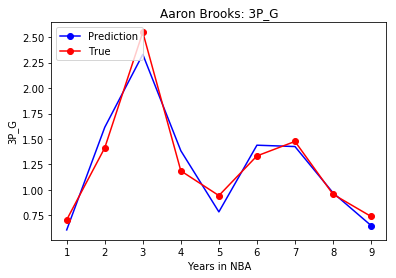 Aaron Brooks: 3P_G
Prediction
True
3P_G
2.50
2.25
2.00
1.75
1.50
1.25
1.00
0.75
1 2 3 4 5 6 7 8 9
Years in NBA